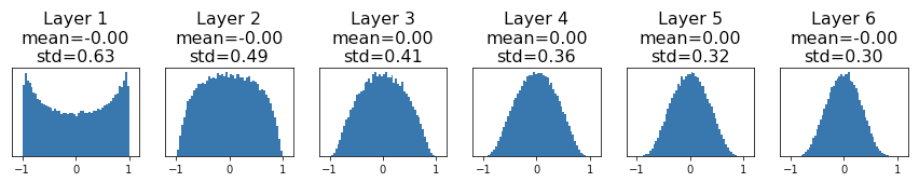 Layer 1
mean=-0.00
std=0.63
Layer 2
mean=-0.00
std=0.49
Layer 3
mean=0.00
std=0.41
Layer 4
mean=0.00
std=0.36
Layer 5
mean=0.00
std=0.32
Layer 6
mean=-0.00
std=0.30
−1 0 1
−1 0 1
−1 0 1
−1 0 1
−1 0 1
−1 0 1